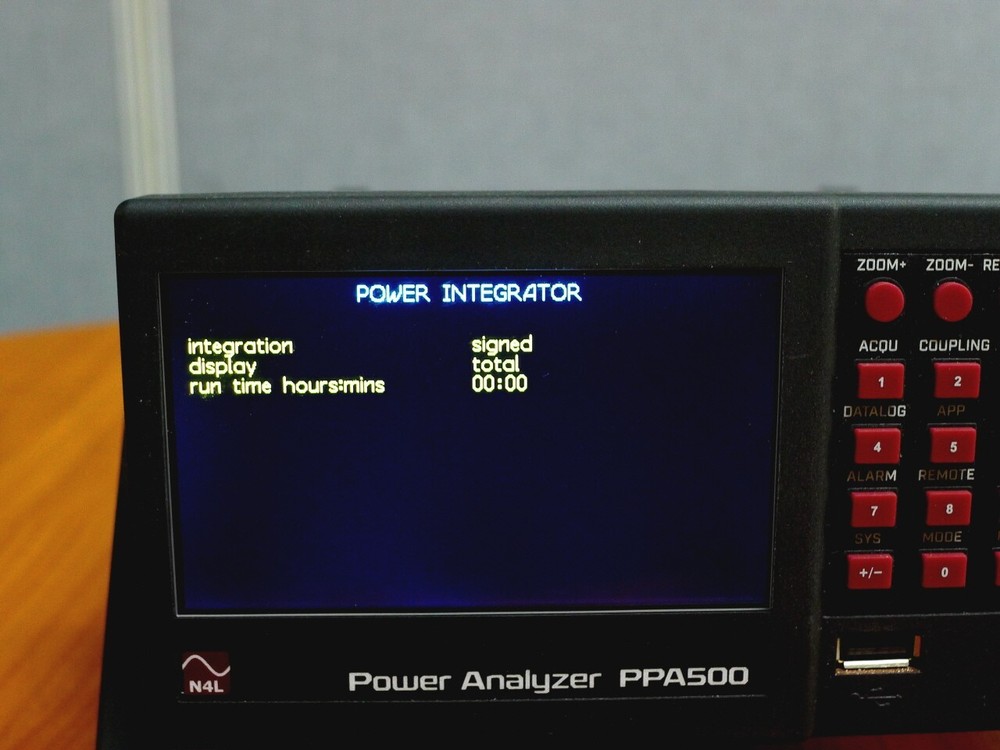 POWER INTEGRATOR
integration signed
display total
run time hours:mins 00:00
N4L
Power Analyzer PPA500
ZOOM+ ZOOM- RE
ACQU COUPLING
1 2
DATALOG APP
4 5
ALARM REMOTE
7 8
SYS MODE
+/− 0